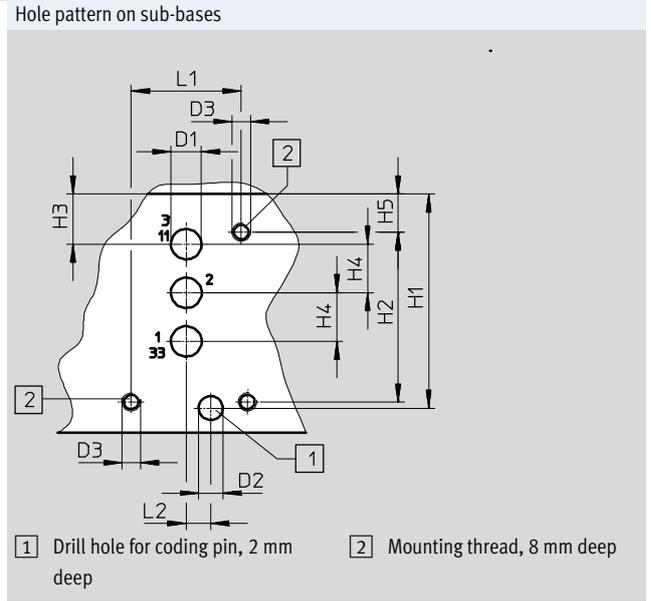 Hole pattern on sub-bases
L1
D3
D1
2
H3
H5
3
11
H4
2
H2
H1
H4
1
33
2
D3
1
D2
L2
1 Drill hole for coding pin, 2 mm
deep
2 Mounting thread, 8 mm deep